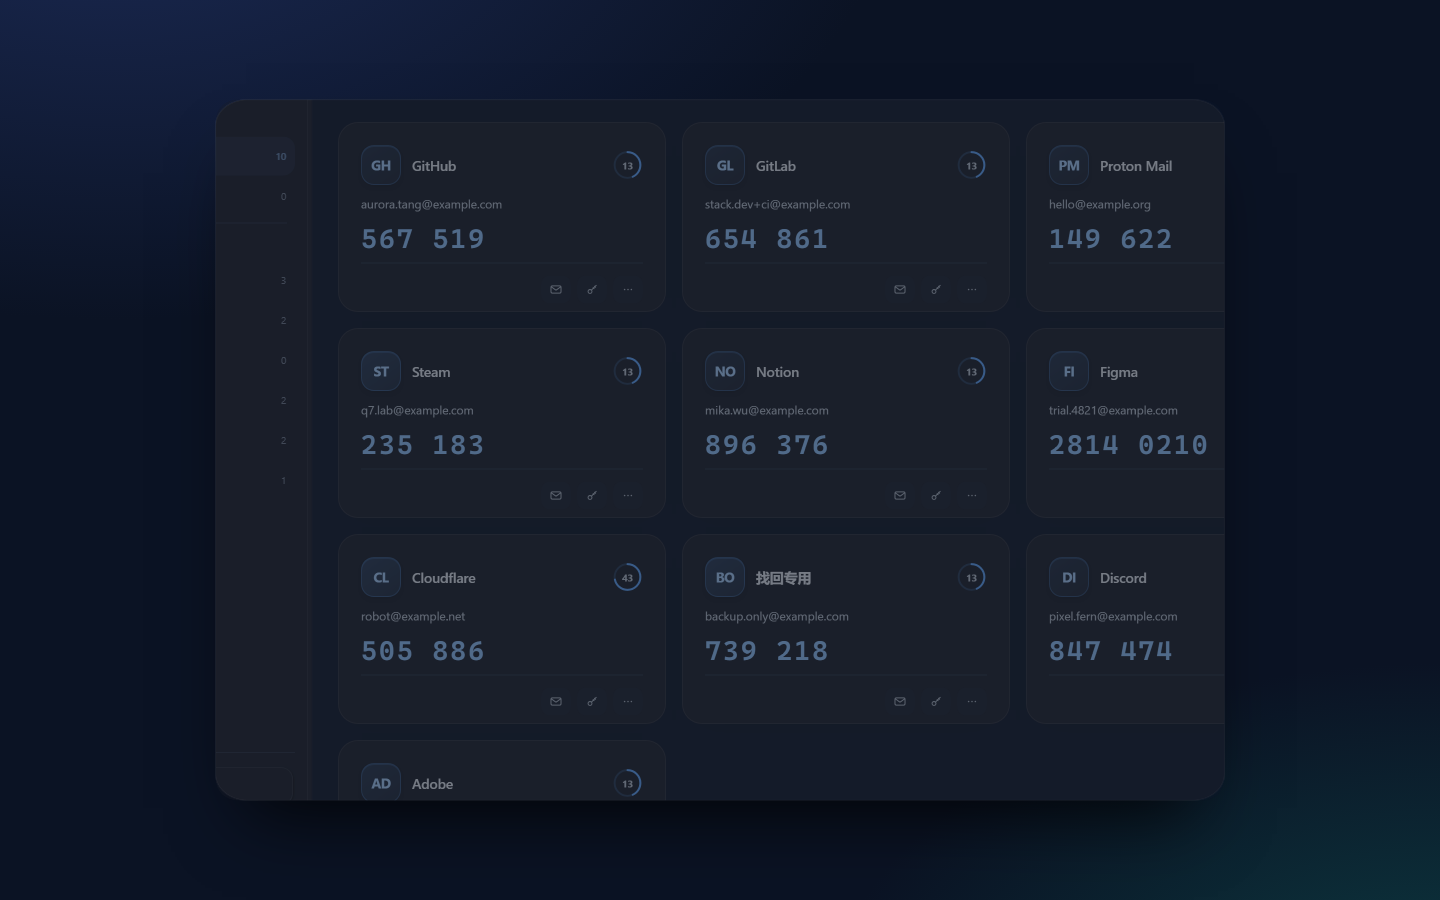 10
0
3
2
0
2
2
1
GH GitHub 13
aurora.tang@example.com
567 519
GL GitLab 13
stack.dev+ci@example.com
654 861
PM Proton Mail
hello@example.org
149 622
ST Steam 13
q7.lab@example.com
235 183
NO Notion 13
mika.wu@example.com
896 376
FI Figma
trial.4821@example.com
2814 0210
CL Cloudflare 43
robot@example.net
505 886
BO 找回专用 13
backup.only@example.com
739 218
DI Discord
pixel.fern@example.com
847 474
AD Adobe 13